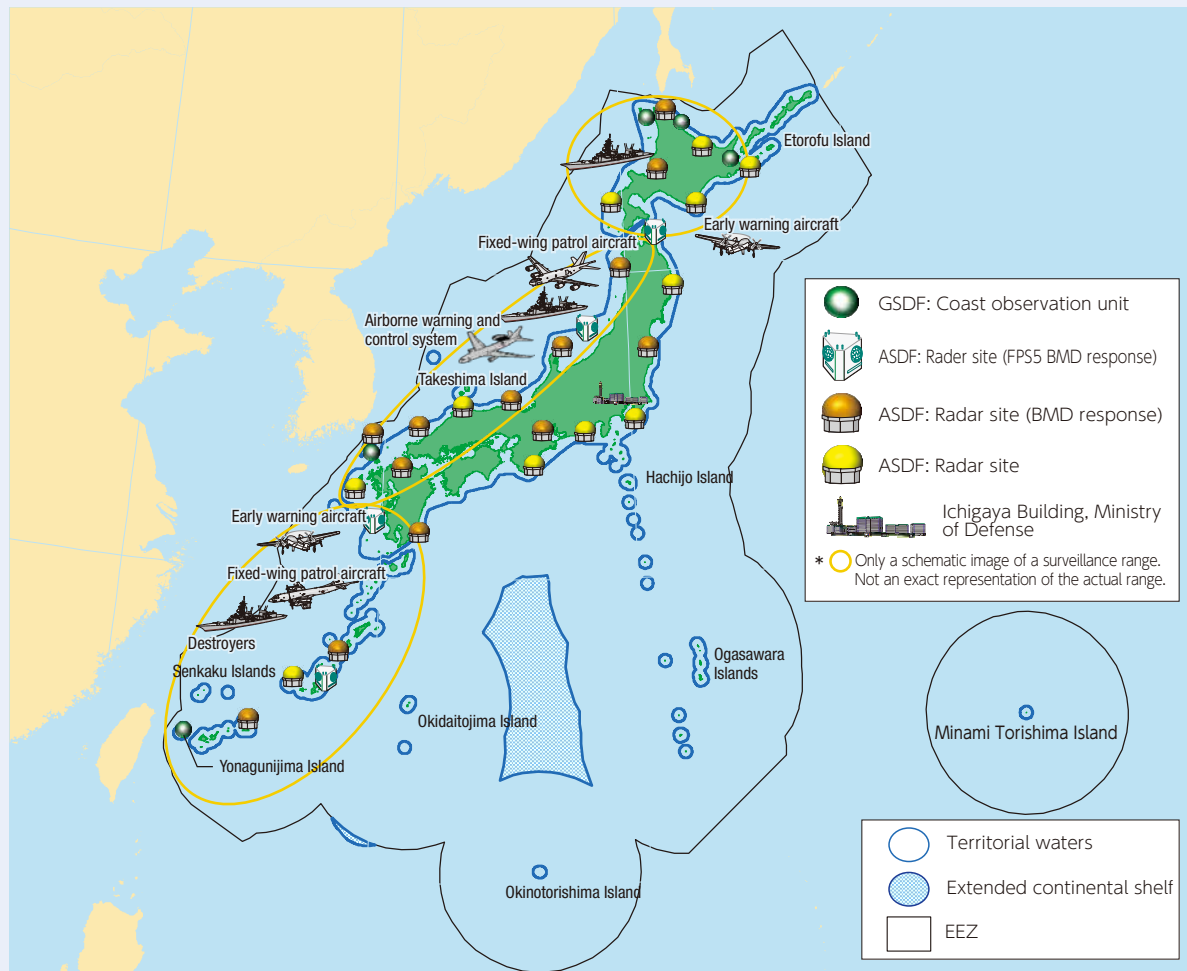 Etorofu Island
Early warning aircraft
Fixed-wing patrol aircraft
Airborne warning and
control system
Takeshima Island
Hachijo Island
Early warning aircraft
Fixed-wing patrol aircraft
Destroyers
Senkaku Islands
Ogasawara
Islands
Okidaitojima Island
Yonagunijima Island
Minami Torishima Island
Okinotorishima Island
GSDF: Coast observation unit
ASDF: Rader site (FPS5 BMD response)
ASDF: Radar site (BMD response)
ASDF: Radar site
Ichigaya Building, Ministry
of Defense
* Only a schematic image of a surveillance range.
Not an exact representation of the actual range.
Territorial waters
Extended continental shelf
EEZ